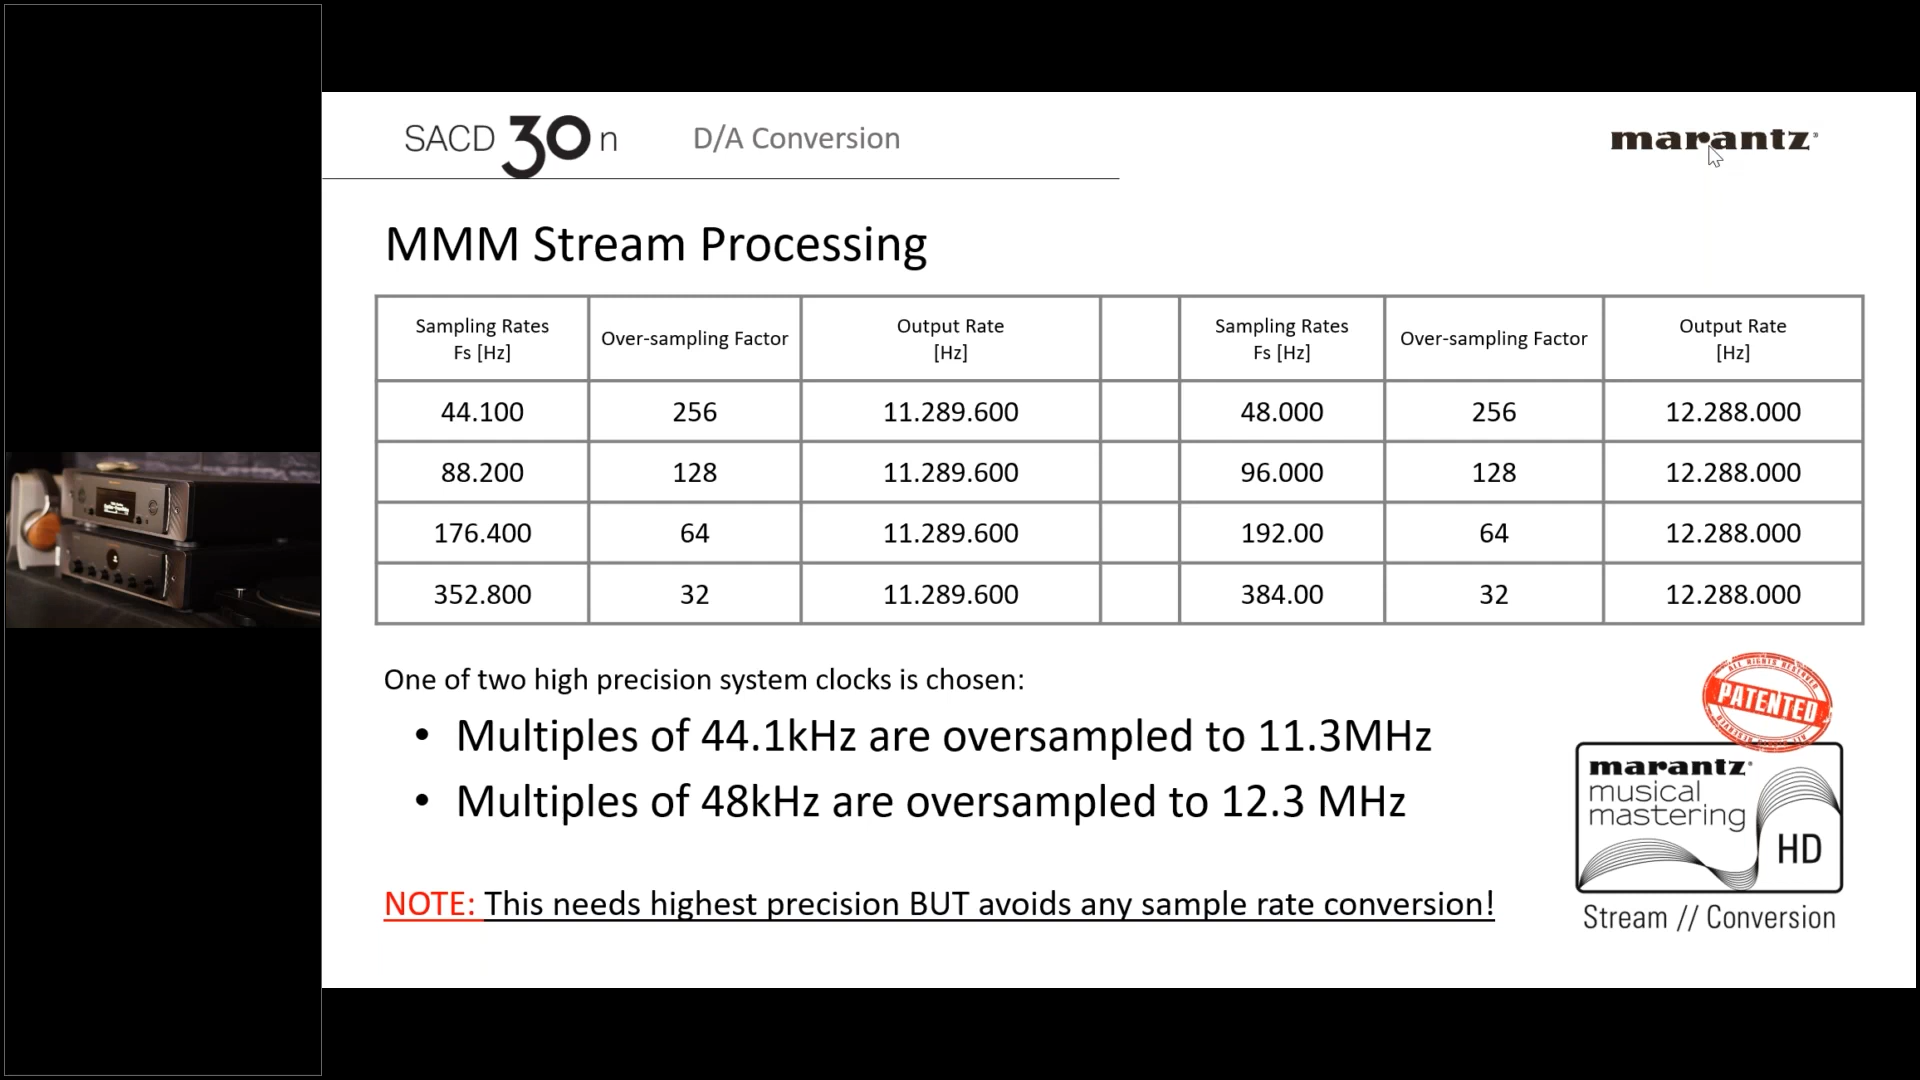 SACD 30n
D/A Conversion
marantz
MMM Stream Processing
Sampling Rates Fs [Hz] Over-sampling Factor Output Rate [Hz] Sampling Rates Fs [Hz] Over-sampling Factor Output Rate [Hz]
44.100 256 11.289.600 48.000 256 12.288.000
88.200 128 11.289.600 96.000 128 12.288.000
176.400 64 11.289.600 192.00 64 12.288.000
352.800 32 11.289.600 384.00 32 12.288.000
One of two high precision system clocks is chosen:
• Multiples of 44.1kHz are oversampled to 11.3MHz
• Multiples of 48kHz are oversampled to 12.3 MHz
NOTE: This needs highest precision BUT avoids any sample rate conversion!
ALL RIGHTS RESERVED
PATENTED
marantz
musical
mastering
HD
Stream // Conversion